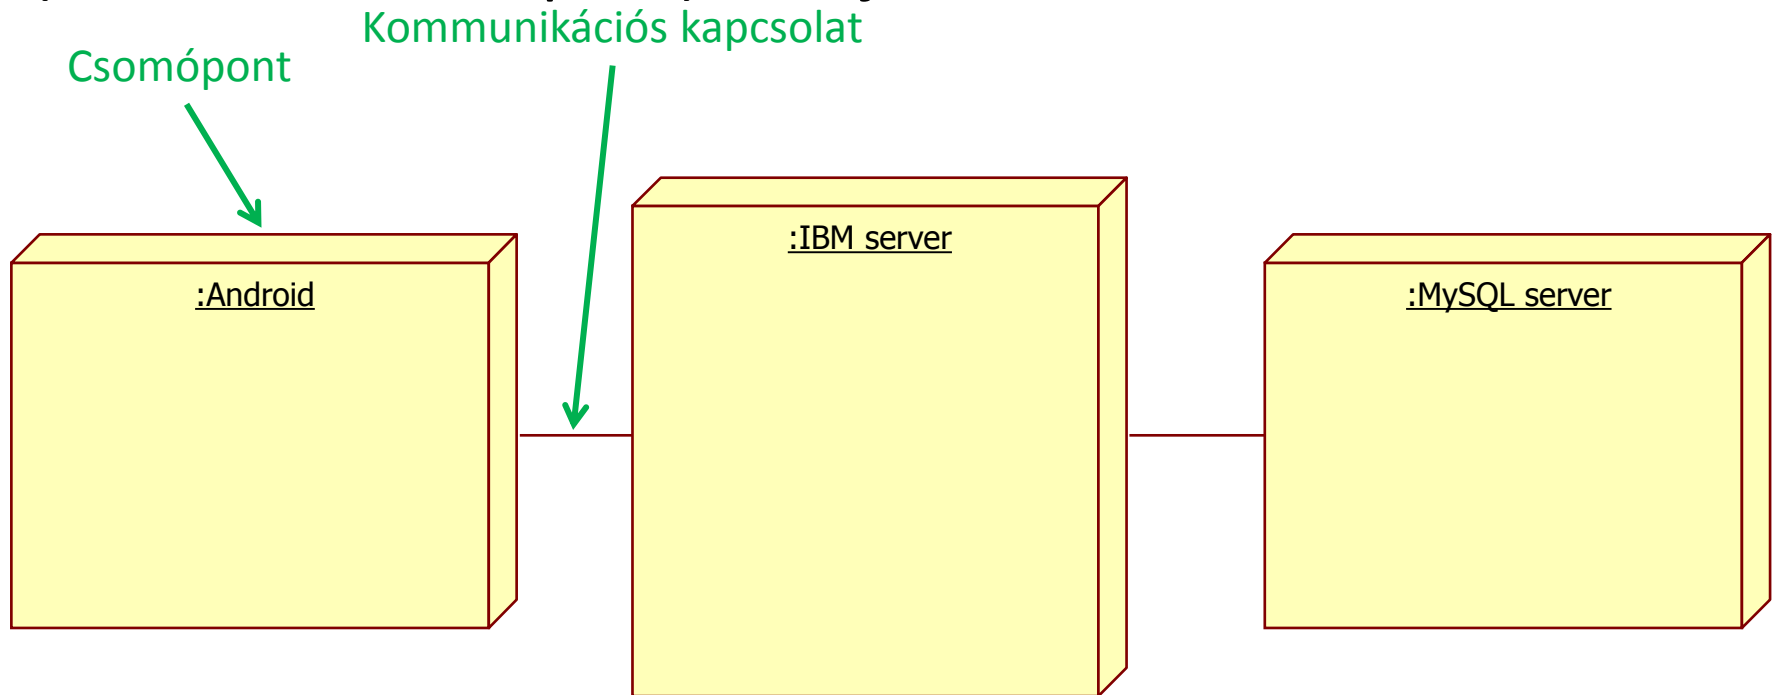 Kommunikációs kapcsolat
Csomópont
:IBM server
:Android
:MySQL server